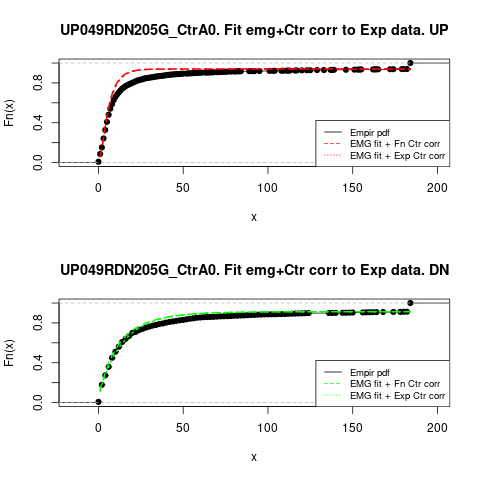 UP049RDN205G_CtrA0. Fit emg+Ctr corr to Exp data. UP
Fn(x)
0.0 0.4 0.8
Empir pdf
EMG fit + Fn Ctr corr
EMG fit + Exp Ctr corr
0 50 100 150 200
x
UP049RDN205G_CtrA0. Fit emg+Ctr corr to Exp data. DN
Fn(x)
0.0 0.4 0.8
Empir pdf
EMG fit + Fn Ctr corr
EMG fit + Exp Ctr corr
0 50 100 150 200
x